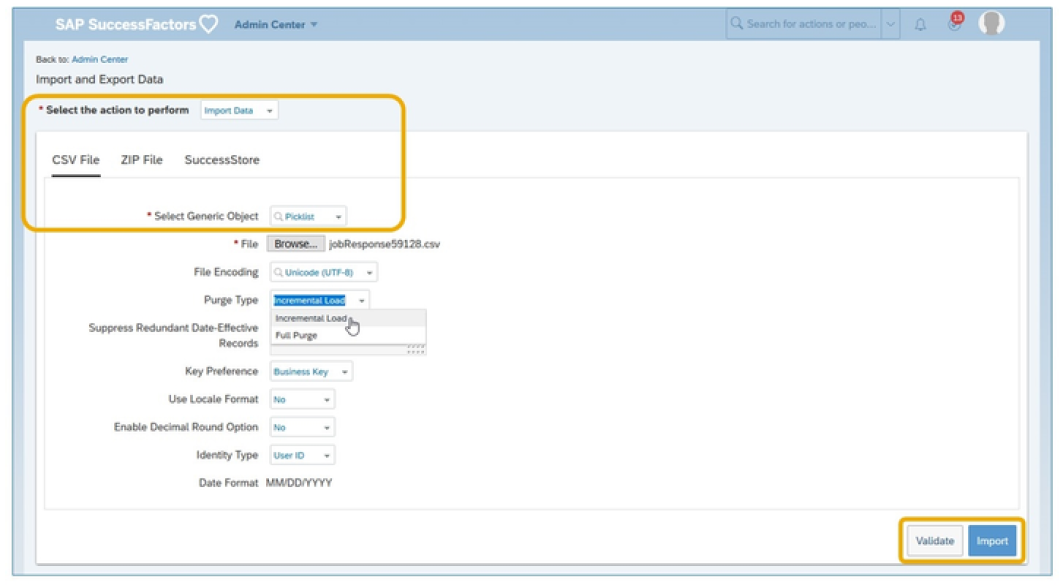 SAP SuccessFactors Admin Center
Search for actions or peo...
13
Back to: Admin Center
Import and Export Data
* Select the action to perform Import Data
CSV File ZIP File SuccessStore
* Select Generic Object Picklist
* File Browse... jobResponse59128.csv
File Encoding Unicode (UTF-8)
Purge Type Incremental Load
Incremental Load
Full Purge
Suppress Redundant Date-Effective
Records
Key Preference Business Key
Use Locale Format No
Enable Decimal Round Option No
Identity Type User ID
Date Format MM/DD/YYYY
Validate Import